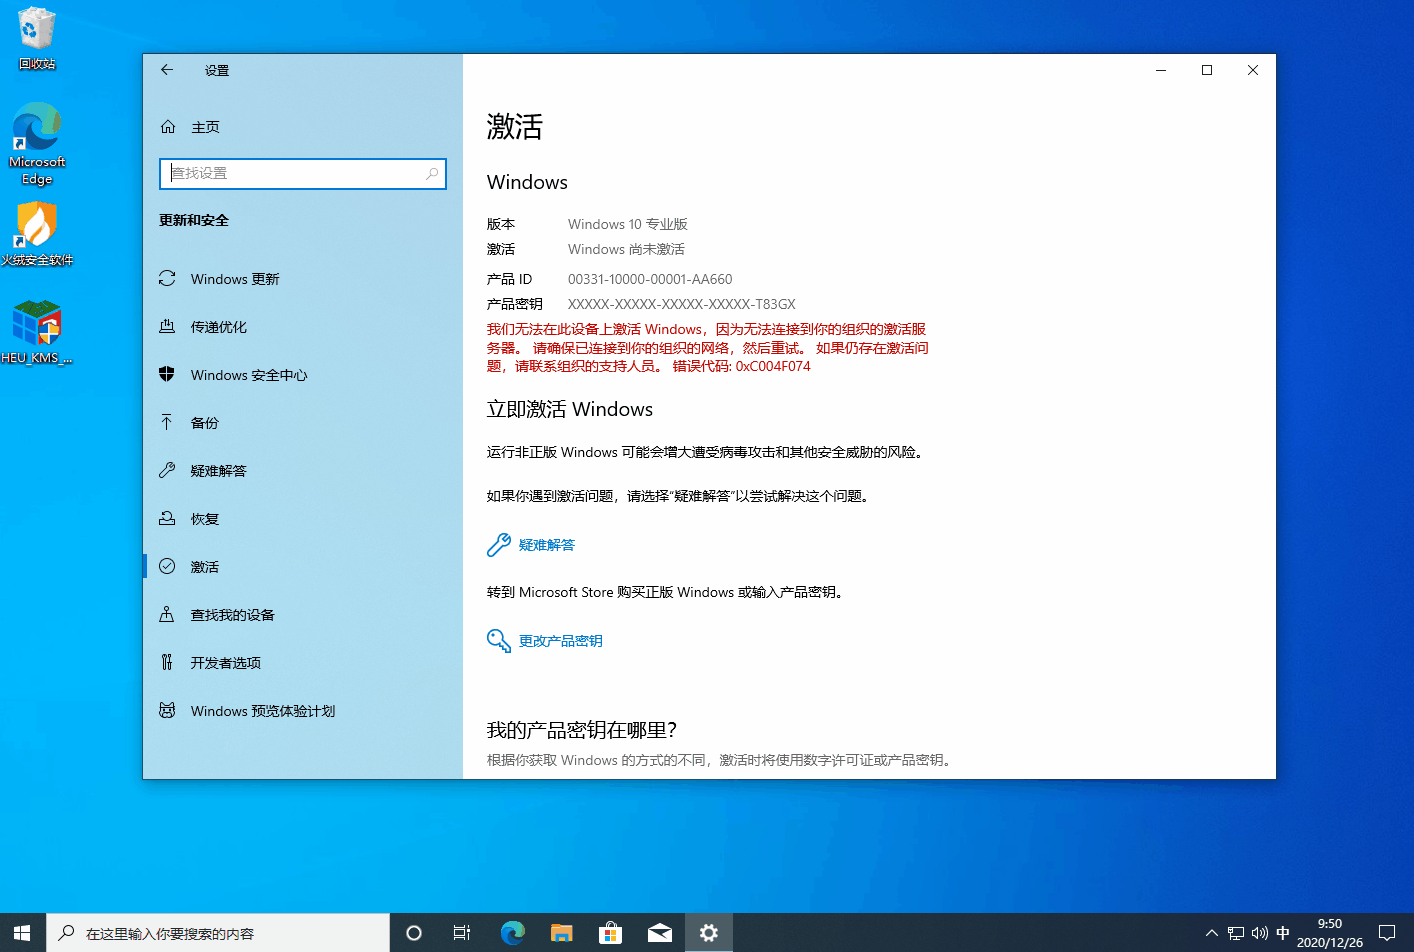 回收站
Microsoft
Edge
火绒安全软件
HEU_KMS_...
设置
主页
查找设置
更新和安全
Windows 更新
传递优化
Windows 安全中心
备份
疑难解答
恢复
激活
查找我的设备
开发者选项
Windows 预览体验计划
激活
Windows
版本 Windows 10 专业版
激活 Windows 尚未激活
产品 ID 00331-10000-00001-AA660
产品密钥 XXXXX-XXXXX-XXXXX-XXXXX-T83GX
我们无法在此设备上激活 Windows，因为无法连接到你的组织的激活服
务器。 请确保已连接到你的组织的网络，然后重试。 如果仍存在激活问
题，请联系组织的支持人员。 错误代码: 0xC004F074
立即激活 Windows
运行非正版 Windows 可能会增大遭受病毒攻击和其他安全威胁的风险。
如果你遇到激活问题，请选择“疑难解答”以尝试解决这个问题。
疑难解答
转到 Microsoft Store 购买正版 Windows 或输入产品密钥。
更改产品密钥
我的产品密钥在哪里?
根据你获取 Windows 的方式的不同，激活时将使用数字许可证或产品密钥。
在这里输入你要搜索的内容
中
9:50
2020/12/26